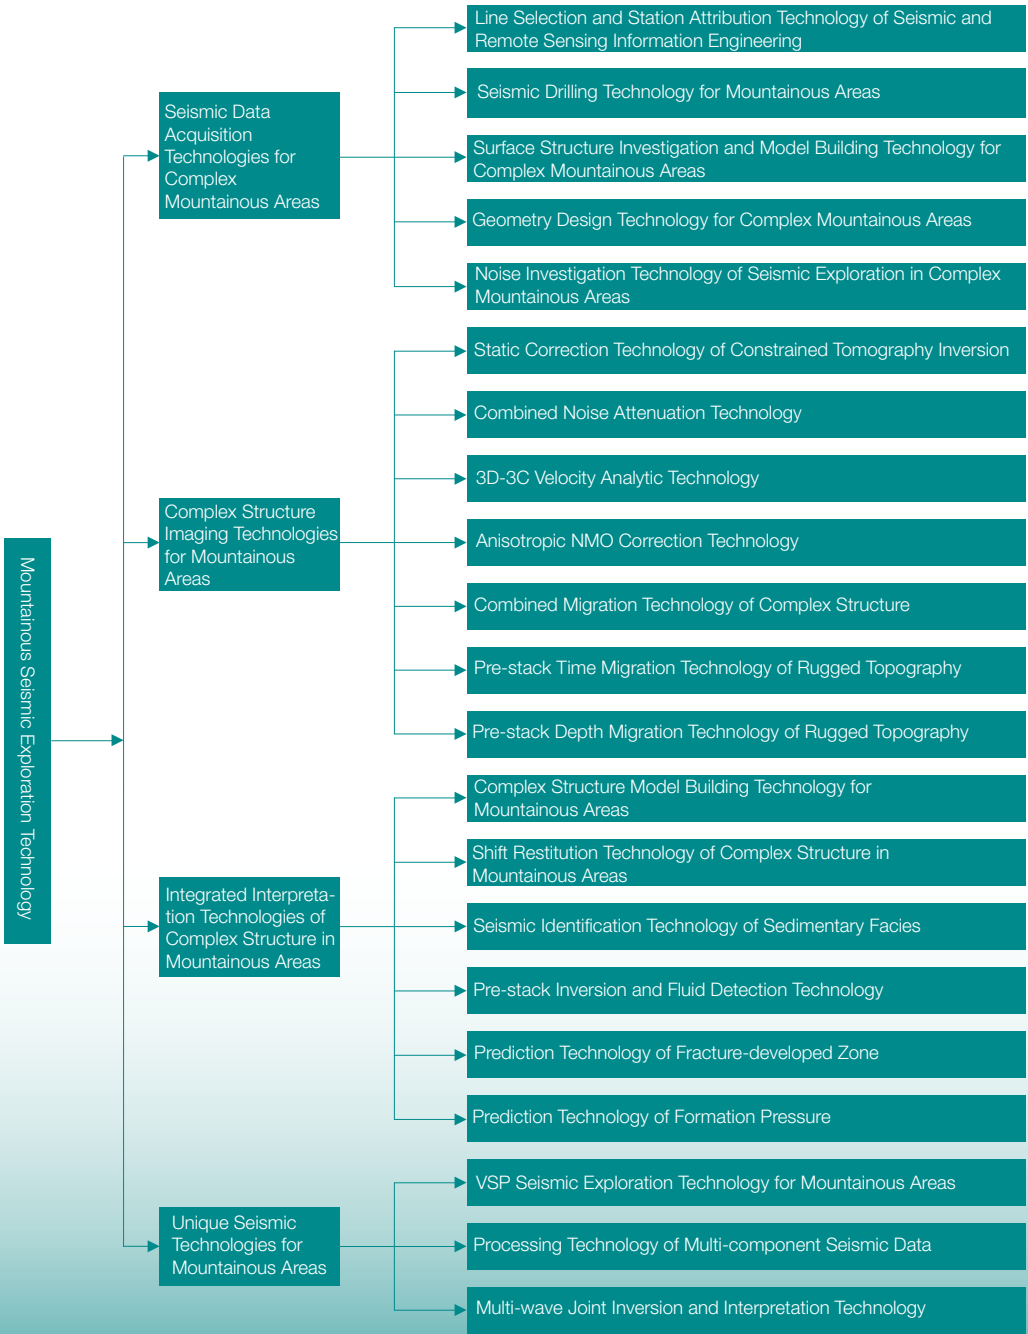 Mountainous Seismic Exploration Technology
Seismic Data
Acquisition
Technologies for
Complex
Mountainous Areas
Line Selection and Station Attribution Technology of Seismic and
Remote Sensing Information Engineering
Seismic Drilling Technology for Mountainous Areas
Surface Structure Investigation and Model Building Technology for
Complex Mountainous Areas
Geometry Design Technology for Complex Mountainous Areas
Noise Investigation Technology of Seismic Exploration in Complex
Mountainous Areas
Complex Structure
Imaging Technologies
for Mountainous
Areas
Static Correction Technology of Constrained Tomography Inversion
Combined Noise Attenuation Technology
3D-3C Velocity Analytic Technology
Anisotropic NMO Correction Technology
Combined Migration Technology of Complex Structure
Pre-stack Time Migration Technology of Rugged Topography
Pre-stack Depth Migration Technology of Rugged Topography
Integrated Interpreta-
tion Technologies of
Complex Structure in
Mountainous Areas
Complex Structure Model Building Technology for
Mountainous Areas
Shift Restitution Technology of Complex Structure in
Mountainous Areas
Seismic Identification Technology of Sedimentary Facies
Pre-stack Inversion and Fluid Detection Technology
Prediction Technology of Fracture-developed Zone
Prediction Technology of Formation Pressure
Unique Seismic
Technologies for
Mountainous Areas
VSP Seismic Exploration Technology for Mountainous Areas
Processing Technology of Multi-component Seismic Data
Multi-wave Joint Inversion and Interpretation Technology